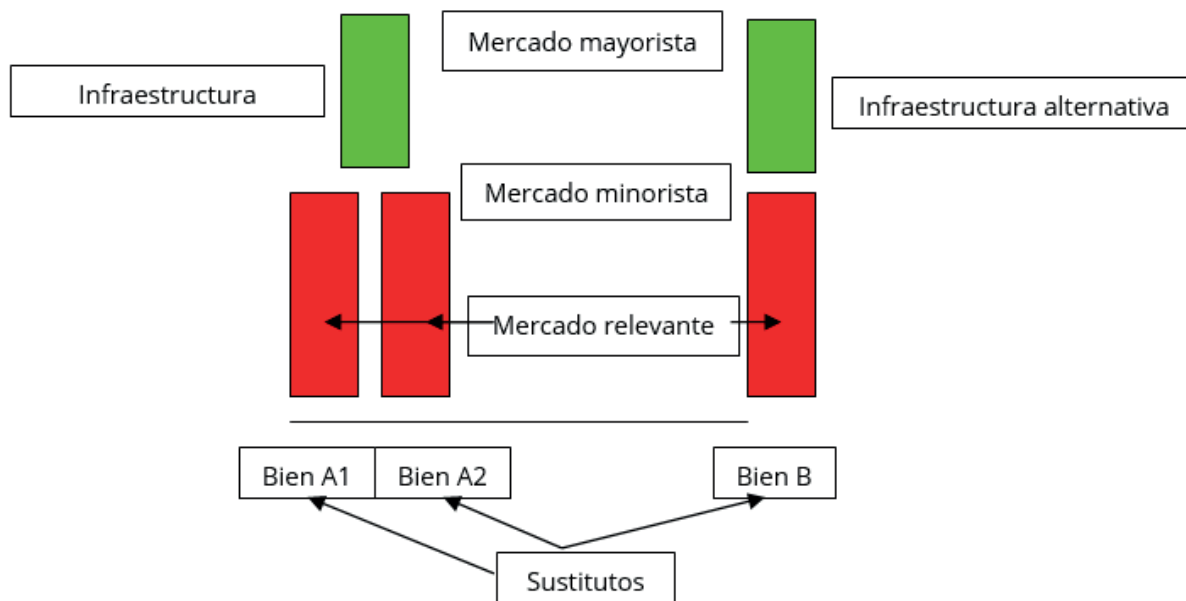 Mercado mayorista
Infraestructura
Infraestructura alternativa
Mercado minorista
Mercado relevante
Bien A1
Bien A2
Bien B
Sustitutos